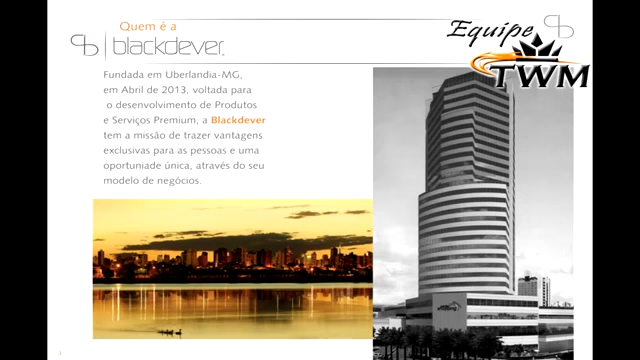 Quem é a
blackdever
Equipe
TWM
Fundada em Uberlandia-MG,
em Abril de 2013, voltada para
o desenvolvimento de Produtos
e Serviços Premium, a Blackdever
tem a missão de trazer vantagens
exclusivas para as pessoas e uma
oportuniade única, através do seu
modelo de negócios.